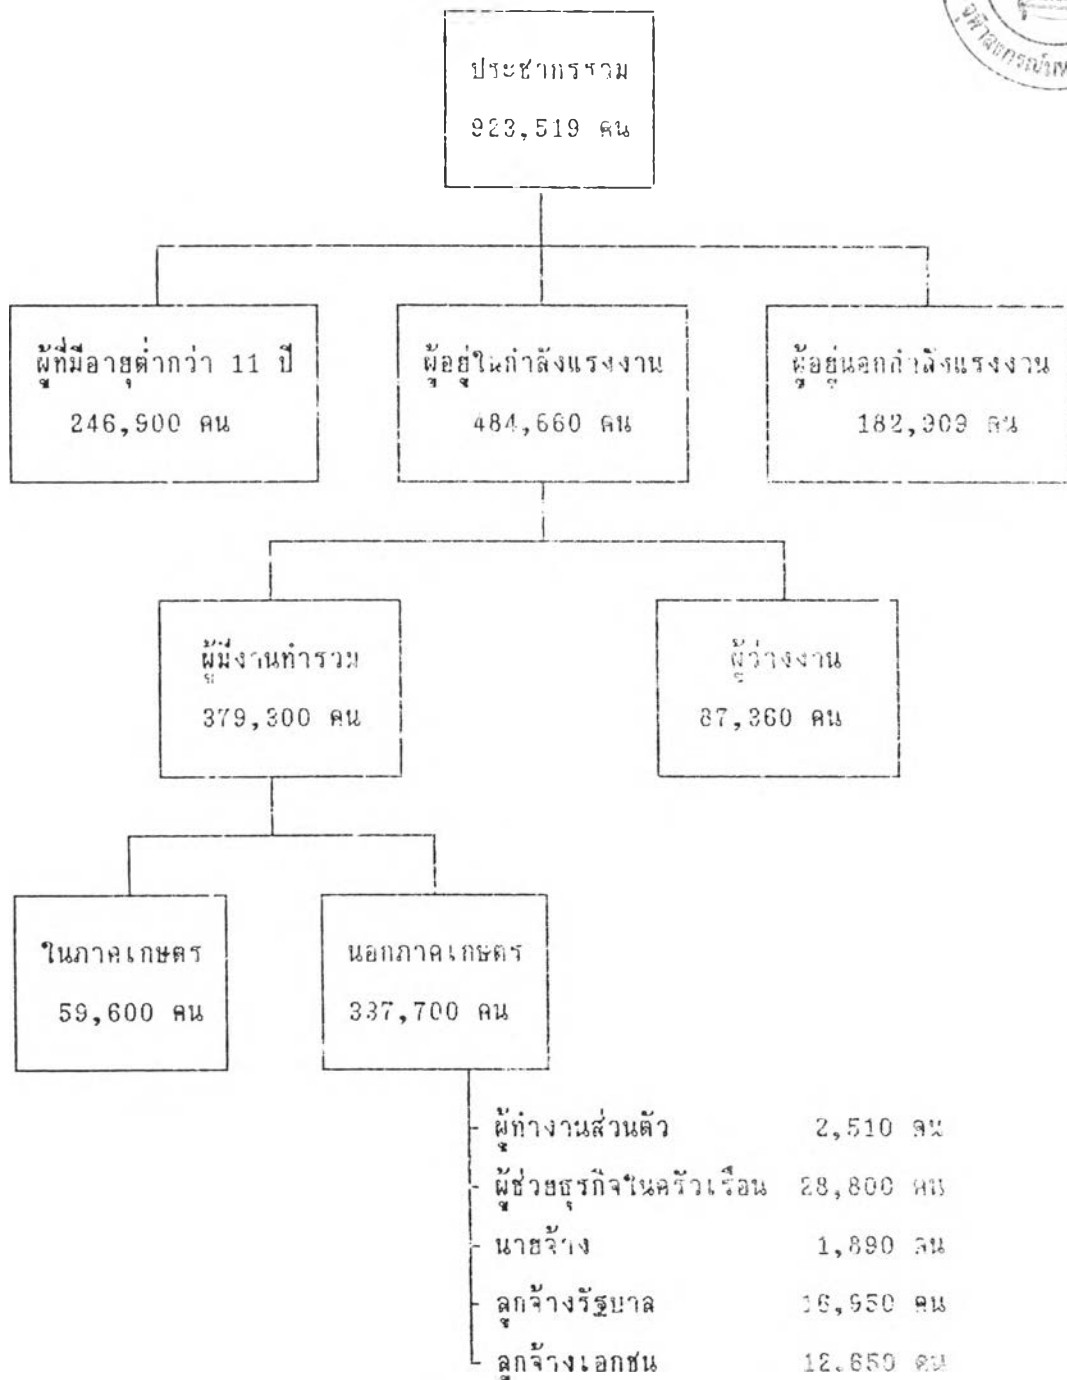 ประชากรรวม
923,519 คน
ผู้ที่มีอายุต่ำกว่า 11 ปี
246,900 คน
ผู้อยู่ในกำลังแรงงาน
484,660 คน
ผู้อยู่นอกกำลังแรงงาน
182,909 คน
ผู้มีงานทำรวม
379,300 คน
ผู้ว่างงาน
87,360 คน
ในภาคเกษตร
59,600 คน
นอกภาคเกษตร
337,700 คน
- ผู้ทำงานส่วนตัว 2,510 คน
- ผู้ช่วยธุรกิจในครัวเรือน 28,800 คน
- นายจ้าง 1,890 คน
- ลูกจ้างรัฐบาล 16,950 คน
- ลูกจ้างเอกชน 12,650 คน